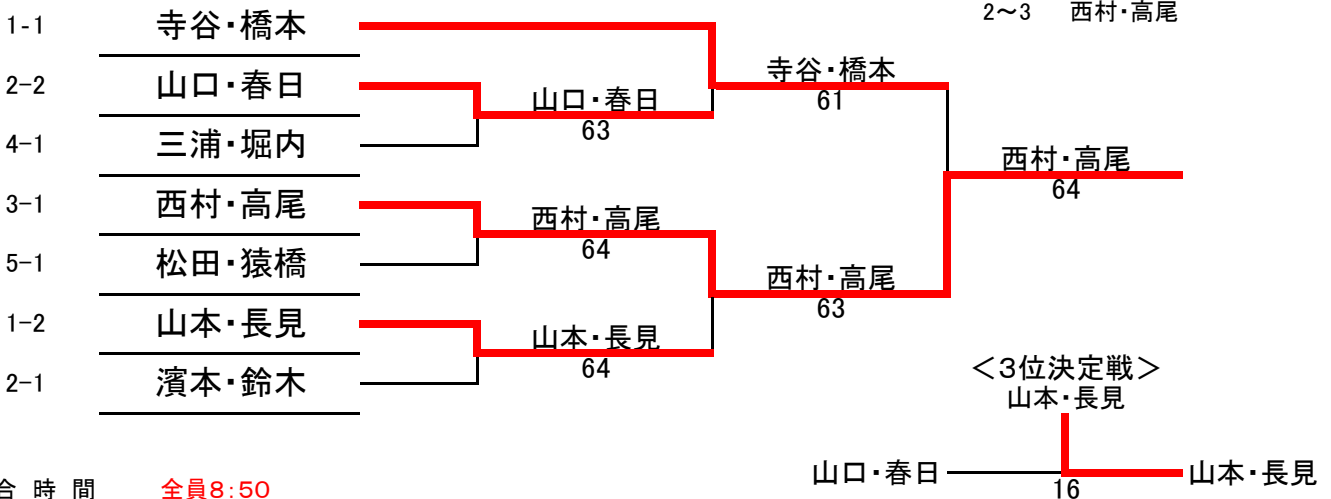 2～3 西村・高尾
1-1 寺谷・橋本
寺谷・橋本
61
2-2 山口・春日
山口・春日
63
4-1 三浦・堀内
西村・高尾
64
3-1 西村・高尾
西村・高尾
64
5-1 松田・猿橋
西村・高尾
63
1-2 山本・長見
山本・長見
64
2-1 濱本・鈴木
＜3位決定戦＞
山本・長見
山口・春日
16
山本・長見
合 時 間 全員8:50